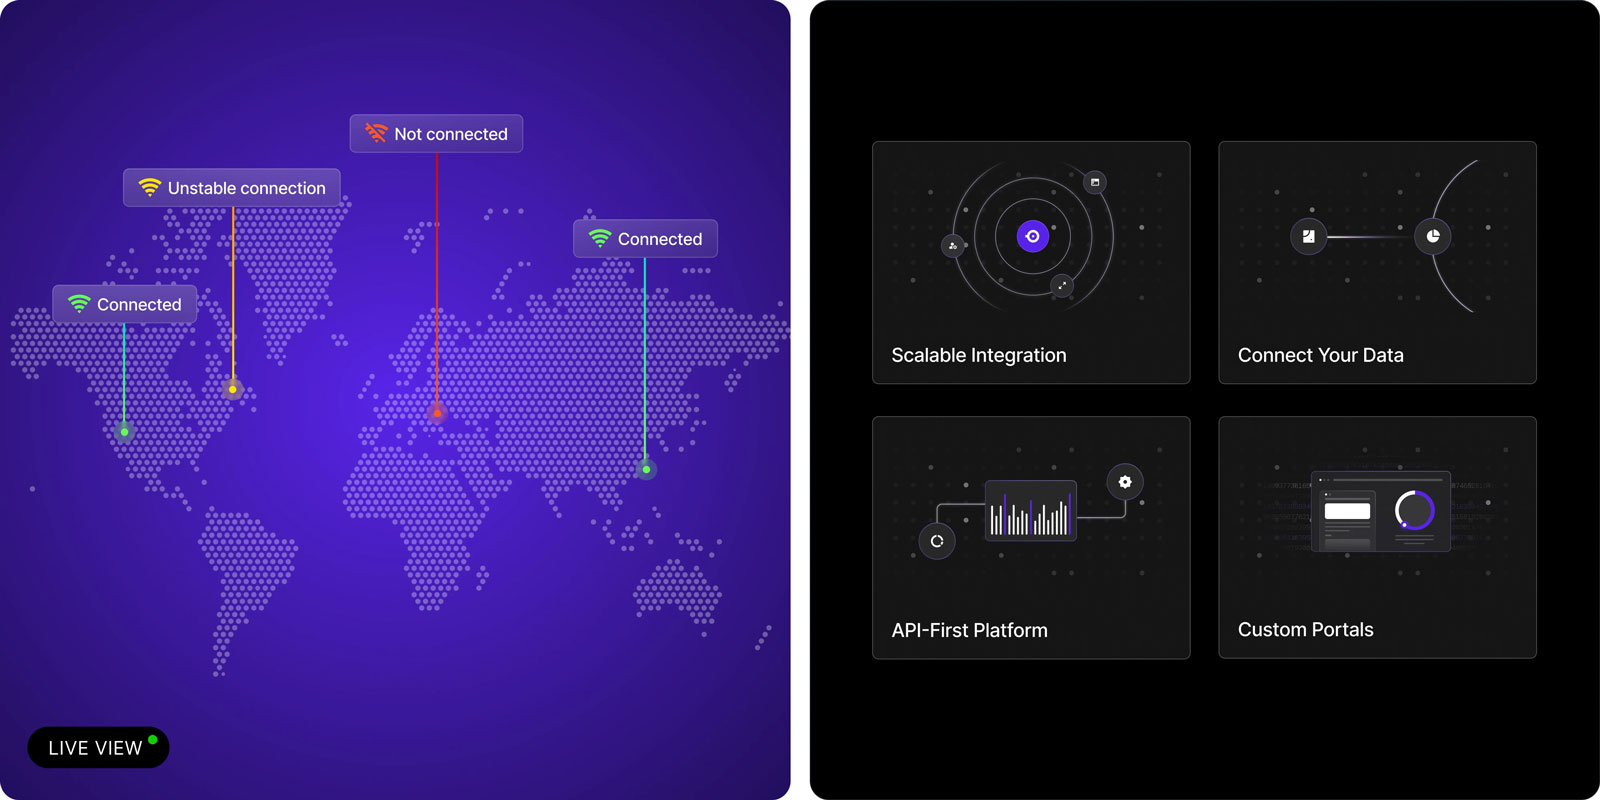 Not connected
Unstable connection
Connected
Connected
LIVE VIEW
Scalable Integration
Connect Your Data
API-First Platform
Custom Portals